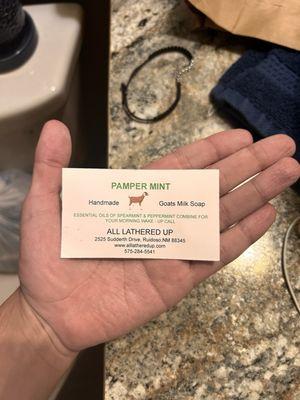 PAMPER MINT
Handmade Goats Milk Soap
ESSENTIAL OILS OF SPEARMINT & PEPPERMINT COMBINE FOR
YOUR MORNING WAKE - UP CALL
ALL LATHERED UP
2525 Sudderth Drive, Ruidoso,NM 88345
www.alllatheredup.com
575-284-5541